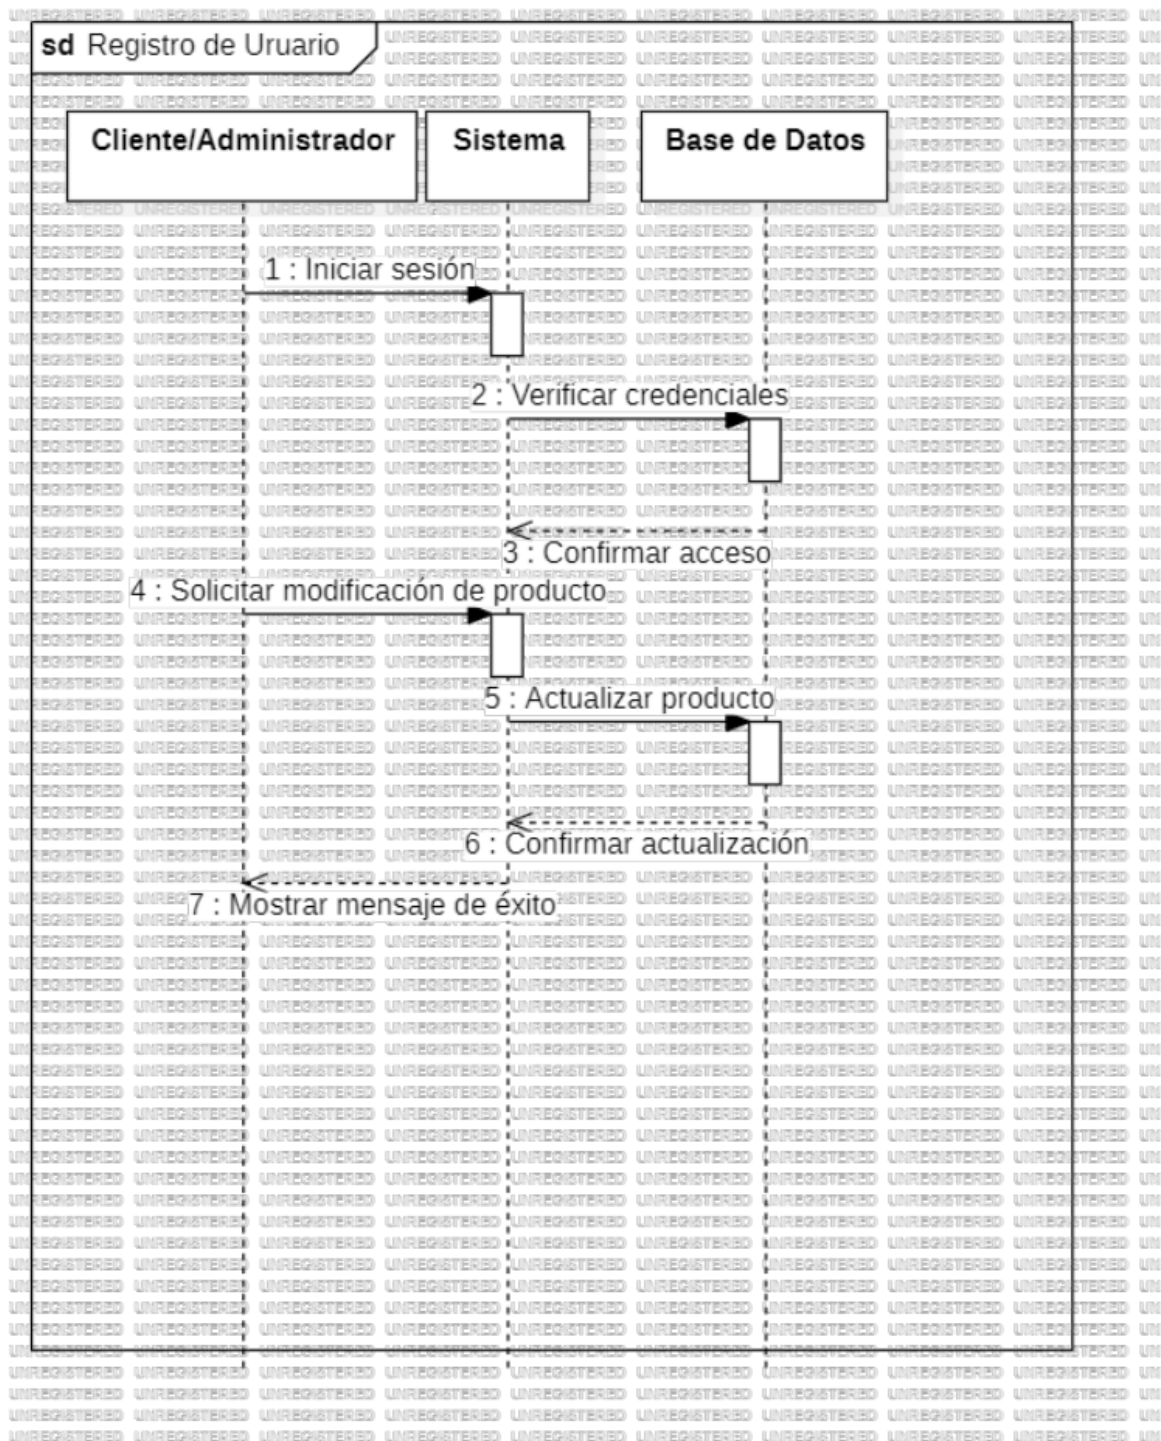 sd Registro de Uruario
Cliente/Administrador
Sistema
Base de Datos
1 : Iniciar sesión
2 : Verificar credenciales
3 : Confirmar acceso
4 : Solicitar modificación de producto
5 : Actualizar producto
6 : Confirmar actualización
7 : Mostrar mensaje de éxito
UNREGISTERED